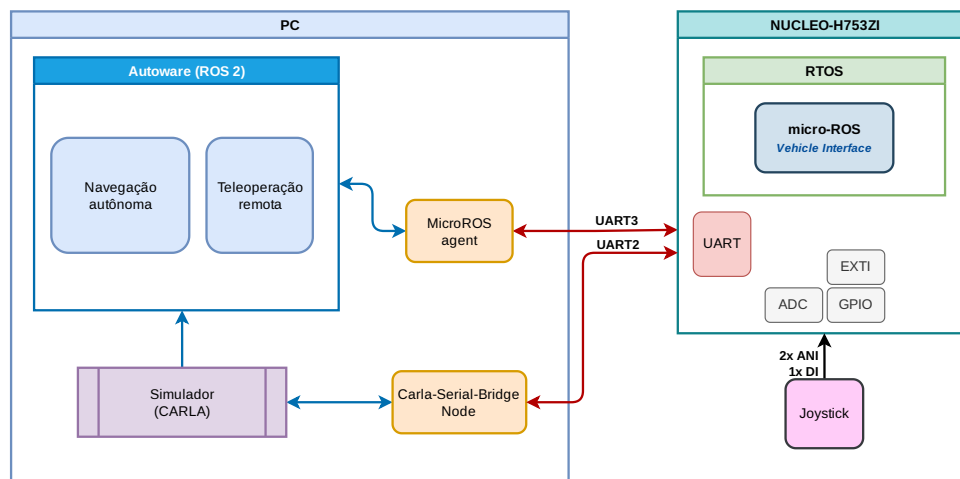 PC
Autoware (ROS 2)
Navegação
autônoma
Teleoperação
remota
MicroROS
agent
Simulador
(CARLA)
Carla-Serial-Bridge
Node
UART3
UART2
NUCLEO-H753ZI
RTOS
micro-ROS
Vehicle Interface
UART
EXTI
ADC
GPIO
2x ANI
1x DI
Joystick